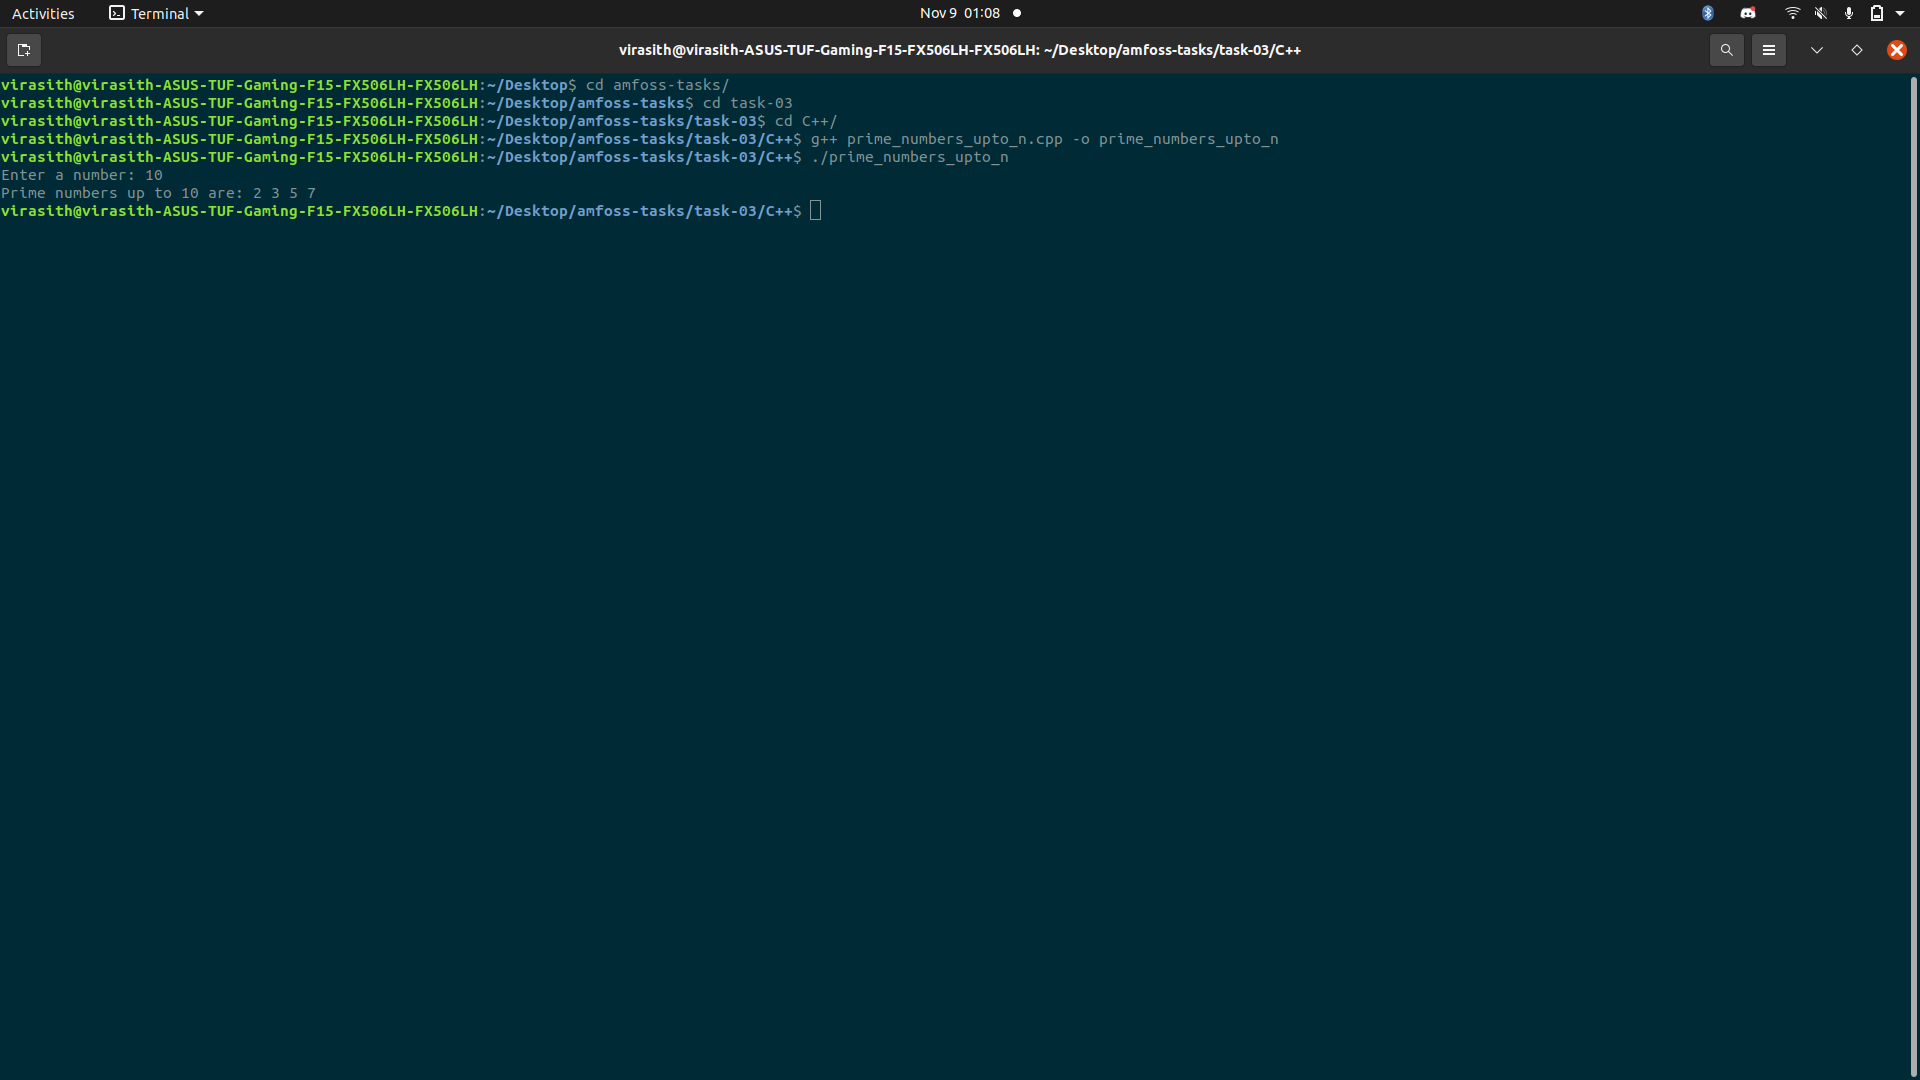 Activities Terminal Nov 9 01:08
virasith@virasith-ASUS-TUF-Gaming-F15-FX506LH-FX506LH: ~/Desktop/amfoss-tasks/task-03/C++
virasith@virasith-ASUS-TUF-Gaming-F15-FX506LH-FX506LH:~/Desktop$ cd amfoss-tasks/
virasith@virasith-ASUS-TUF-Gaming-F15-FX506LH-FX506LH:~/Desktop/amfoss-tasks$ cd task-03
virasith@virasith-ASUS-TUF-Gaming-F15-FX506LH-FX506LH:~/Desktop/amfoss-tasks/task-03$ cd C++/
virasith@virasith-ASUS-TUF-Gaming-F15-FX506LH-FX506LH:~/Desktop/amfoss-tasks/task-03/C++$ g++ prime_numbers_upto_n.cpp -o prime_numbers_upto_n
virasith@virasith-ASUS-TUF-Gaming-F15-FX506LH-FX506LH:~/Desktop/amfoss-tasks/task-03/C++$ ./prime_numbers_upto_n
Enter a number: 10
Prime numbers up to 10 are: 2 3 5 7
virasith@virasith-ASUS-TUF-Gaming-F15-FX506LH-FX506LH:~/Desktop/amfoss-tasks/task-03/C++$